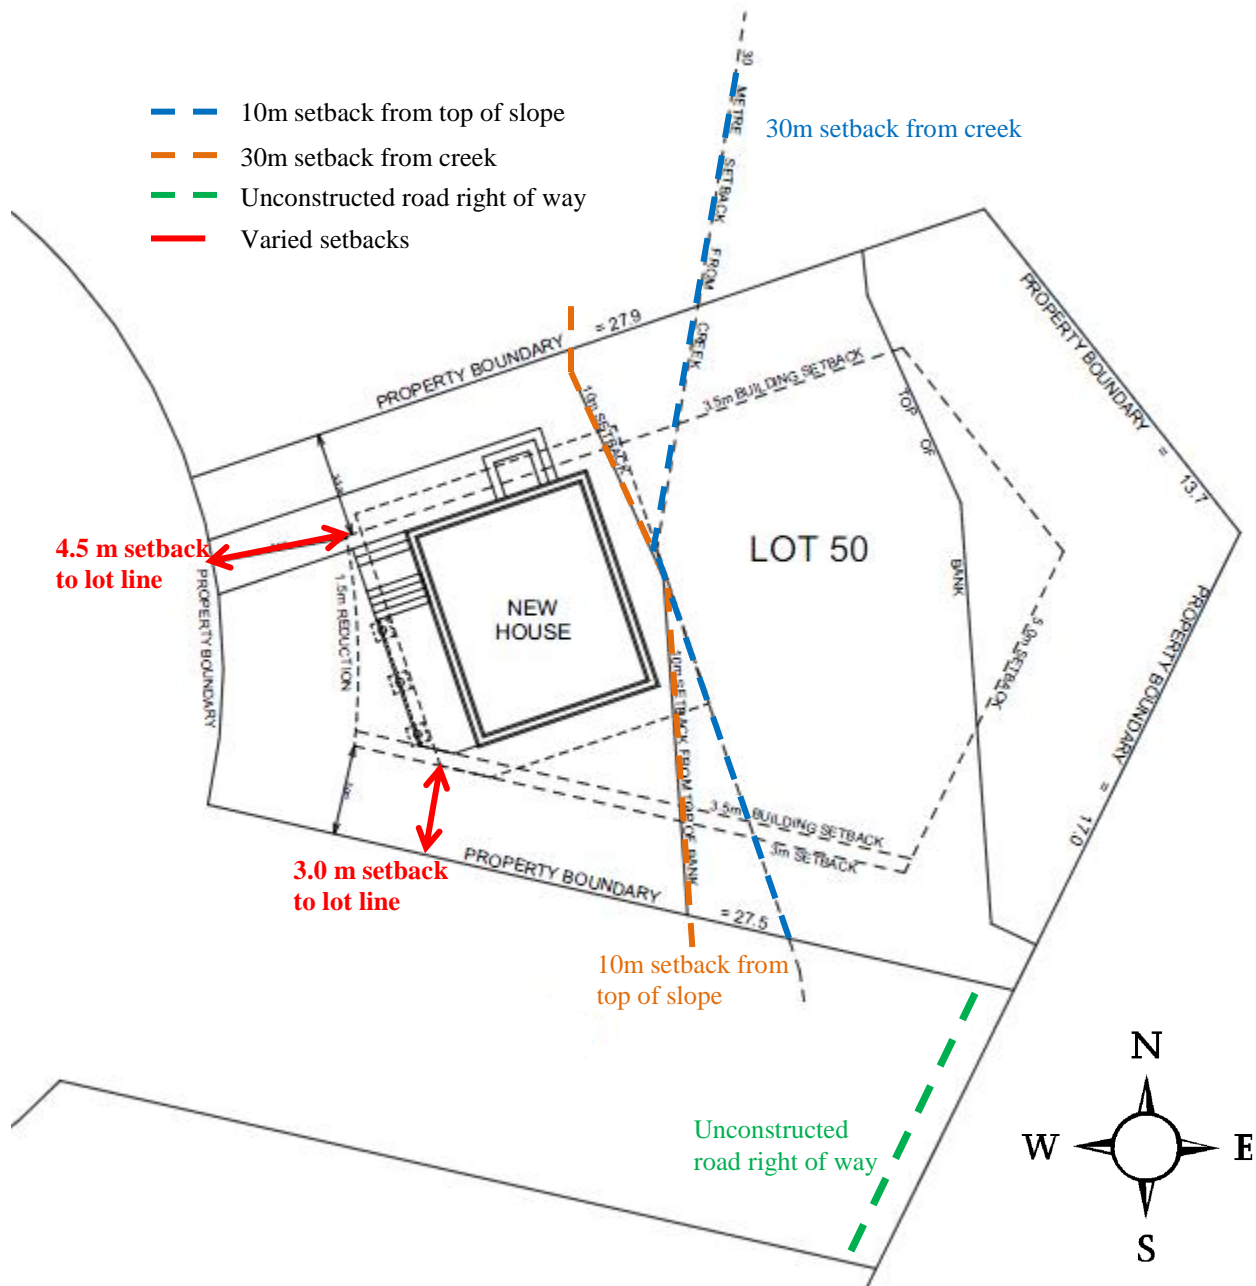 10m setback from top of slope
30m setback from creek
Unconstructed road right of way
Varied setbacks
30 METRE SETBACK FROM CREEK
30m setback from creek
PROPERTY BOUNDARY = 27.9
PROPERTY BOUNDARY = 13.7
10m SETBACK
3.5m BUILDING SETBACK
TOP OF BANK
4.5 m setback
to lot line
PROPERTY BOUNDARY
1.5m REDUCTION
NEW
HOUSE
LOT 50
5.0m SETBACK
PROPERTY BOUNDARY = 17.0
10m SETBACK FROM TOP OF BANK
3.5m BUILDING SETBACK
3m SETBACK
3.0 m setback
to lot line
PROPERTY BOUNDARY = 27.5
10m setback from
top of slope
Unconstructed
road right of way
N
W
E
S